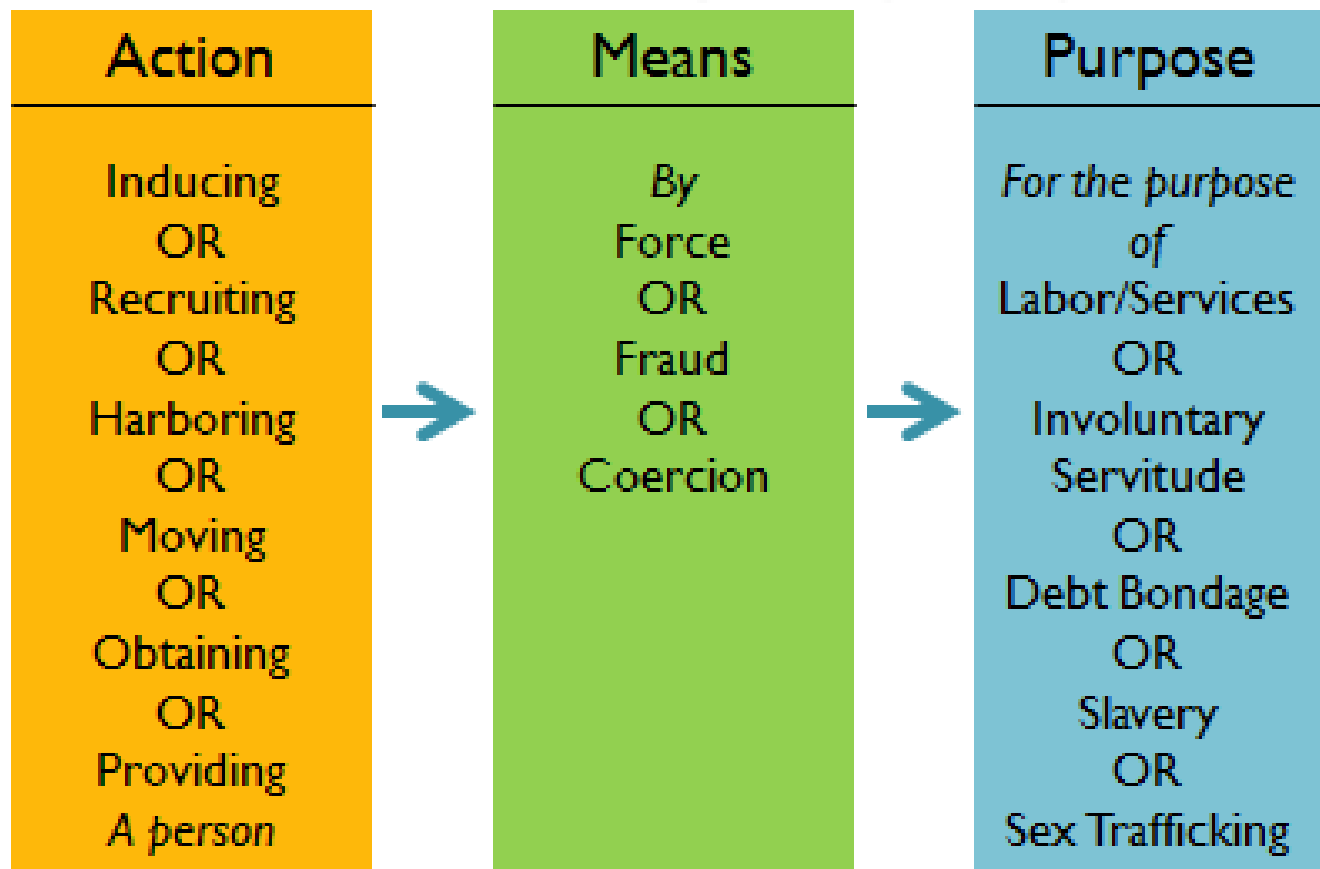 Action
Inducing
OR
Recruiting
OR
Harboring
OR
Moving
OR
Obtaining
OR
Providing
A person
Means
By
Force
OR
Fraud
OR
Coercion
Purpose
For the purpose
of
Labor/Services
OR
Involuntary
Servitude
OR
Debt Bondage
OR
Slavery
OR
Sex Trafficking